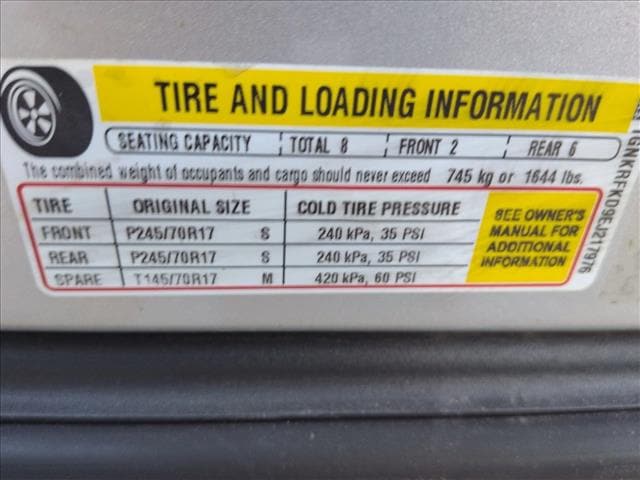 TIRE AND LOADING INFORMATION
SEATING CAPACITY TOTAL 8 FRONT 2 REAR 6
The combined weight of occupants and cargo should never exceed 745 kg or 1644 lbs.
TIRE ORIGINAL SIZE COLD TIRE PRESSURE
FRONT P245/70R17 S 240 kPa, 35 PSI
REAR P245/70R17 S 240 kPa, 35 PSI
SPARE T145/70R17 M 420 kPa, 60 PSI
SEE OWNER'S
MANUAL FOR
ADDITIONAL
INFORMATION